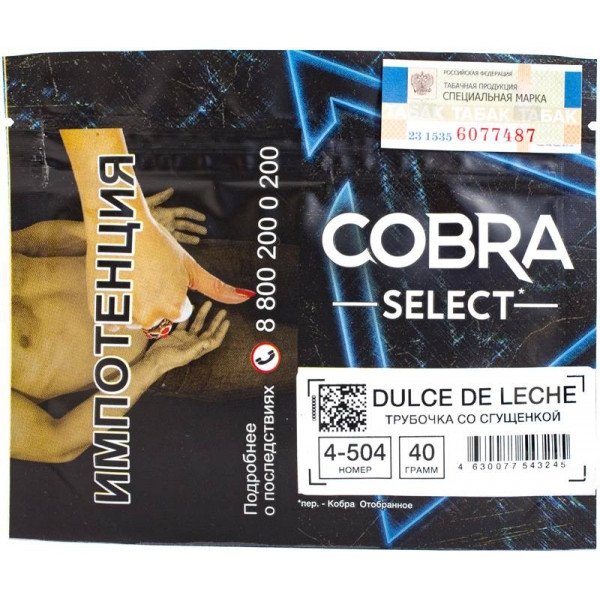 РОССИЙСКАЯ ФЕДЕРАЦИЯ
ТАБАЧНАЯ ПРОДУКЦИЯ
СПЕЦИАЛЬНАЯ МАРКА
ТАБАК ТАБАК ТАБАК
23 1535 6077487
ИМПОТЕНЦИЯ
Подробнее
о последствиях 8 800 200 0 200
COBRA
SELECT*
DULCE DE LECHE
ТРУБОЧКА СО СГУЩЕНКОЙ
4-504
НОМЕР
40
ГРАММ
4 630077 543245
*пер. - Кобра Отобранное